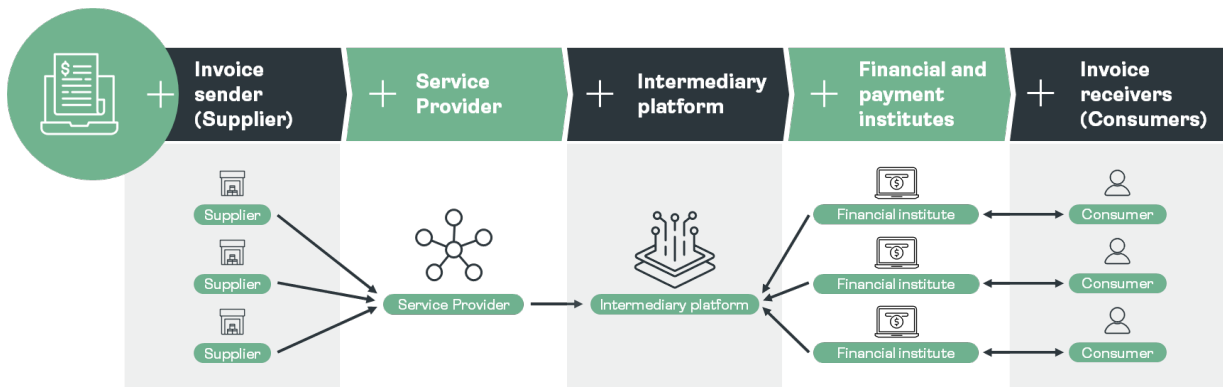 Invoice
sender
(Supplier)
Service
Provider
Intermediary
platform
Financial and
payment
institutes
Invoice
receivers
(Consumers)
Supplier
Supplier
Supplier
Service Provider
Intermediary platform
Financial institute
Financial institute
Financial institute
Consumer
Consumer
Consumer